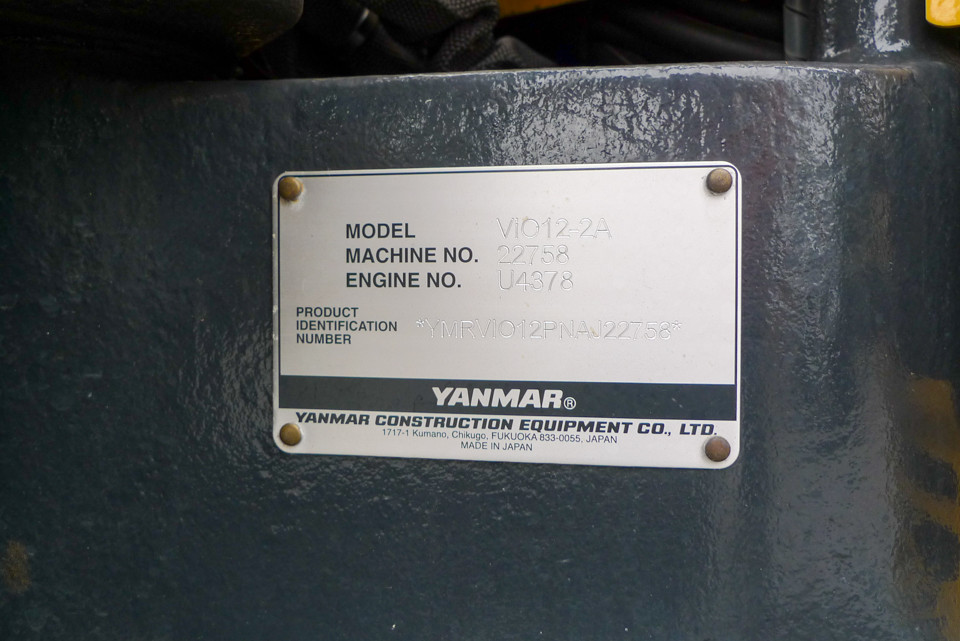 MODEL ViO12-2A
MACHINE NO. 22758
ENGINE NO. U4378
PRODUCT
IDENTIFICATION
NUMBER
*YMRVIO12PNAJ22758*
YANMAR®
YANMAR CONSTRUCTION EQUIPMENT CO., LTD.
1717-1 Kumano, Chikugo, FUKUOKA 833-0055, JAPAN
MADE IN JAPAN